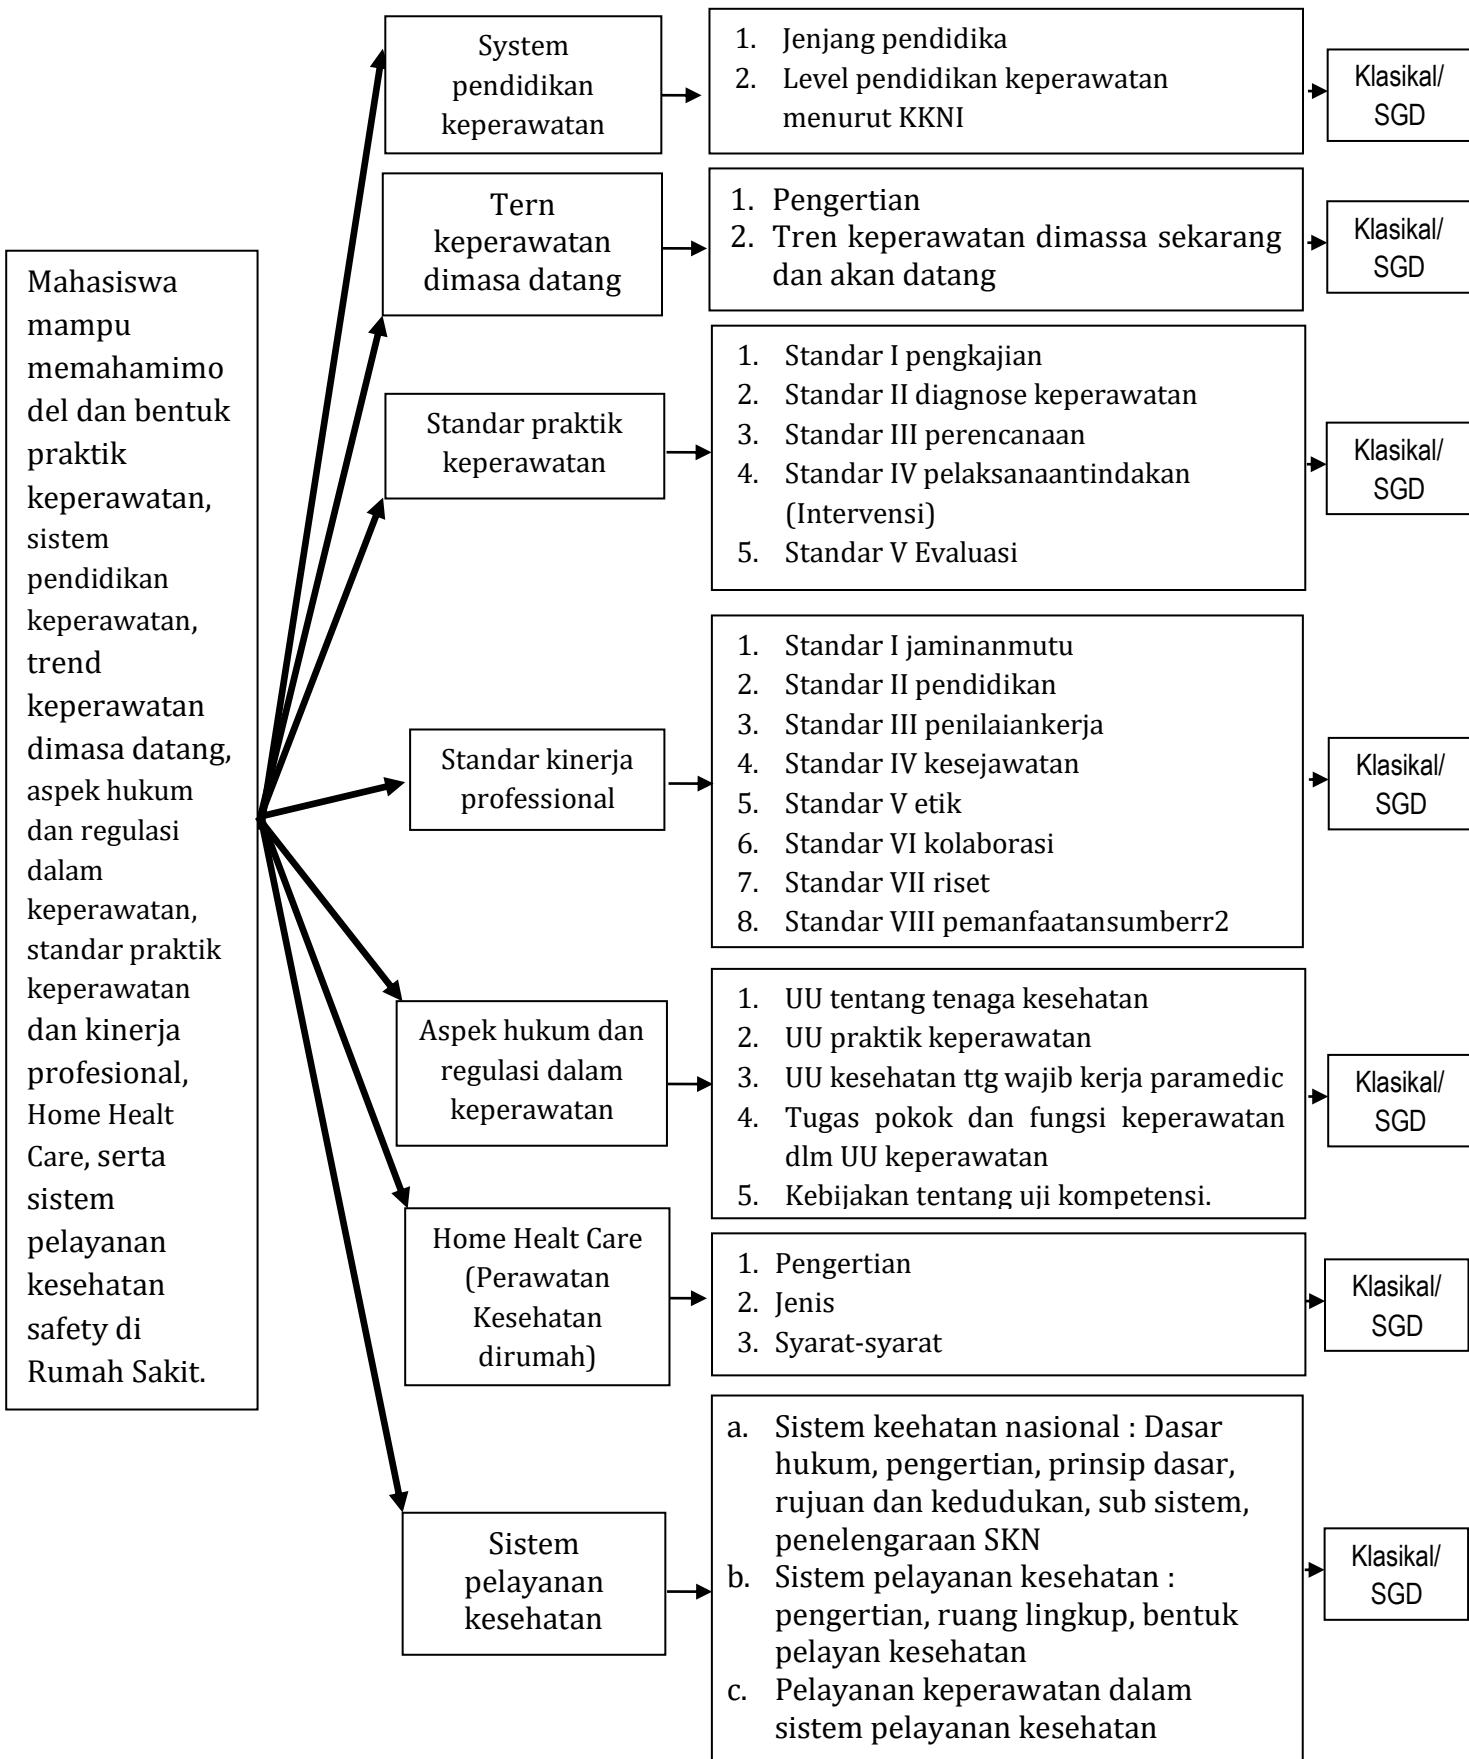 Mahasiswa
mampu
memahamimo
del dan bentuk
praktik
keperawatan,
sistem
pendidikan
keperawatan,
trend
keperawatan
dimasa datang,
aspek hukum
dan regulasi
dalam
keperawatan,
standar praktik
keperawatan
dan kinerja
profesional,
Home Healt
Care, serta
sistem
pelayanan
kesehatan
safety di
Rumah Sakit.
System
pendidikan
keperawatan
1. Jenjang pendidika
2. Level pendidikan keperawatan
menurut KKNI
Klasikal/
SGD
Tern
keperawatan
dimasa datang
1. Pengertian
2. Tren keperawatan dimassa sekarang
dan akan datang
Klasikal/
SGD
Standar praktik
keperawatan
1. Standar I pengkajian
2. Standar II diagnose keperawatan
3. Standar III perencanaan
4. Standar IV pelaksanaantindakan
(Intervensi)
5. Standar V Evaluasi
Klasikal/
SGD
Standar kinerja
professional
1. Standar I jaminanmutu
2. Standar II pendidikan
3. Standar III penilaiankerja
4. Standar IV kesejawatan
5. Standar V etik
6. Standar VI kolaborasi
7. Standar VII riset
8. Standar VIII pemanfaatansumberr2
Klasikal/
SGD
Aspek hukum dan
regulasi dalam
keperawatan
1. UU tentang tenaga kesehatan
2. UU praktik keperawatan
3. UU kesehatan ttg wajib kerja paramedic
4. Tugas pokok dan fungsi keperawatan
dlm UU keperawatan
5. Kebijakan tentang uji kompetensi.
Klasikal/
SGD
Home Healt Care
(Perawatan
Kesehatan
dirumah)
1. Pengertian
2. Jenis
3. Syarat-syarat
Klasikal/
SGD
Sistem
pelayanan
kesehatan
a. Sistem keehatan nasional : Dasar
hukum, pengertian, prinsip dasar,
rujuan dan kedudukan, sub sistem,
penelengaraan SKN
b. Sistem pelayanan kesehatan :
pengertian, ruang lingkup, bentuk
pelayan kesehatan
c. Pelayanan keperawatan dalam
sistem pelayanan kesehatan
Klasikal/
SGD